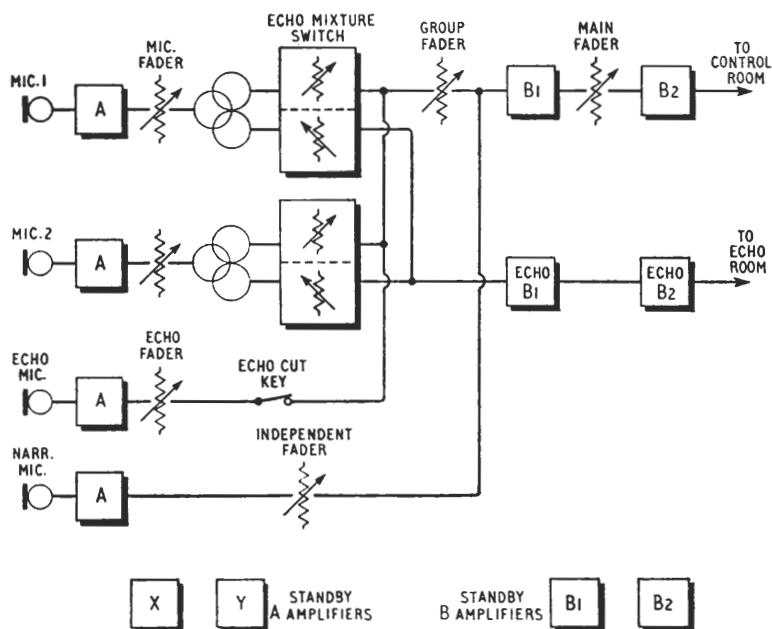 ECHO MIXTURE
SWITCH
MIC.
FADER
GROUP
FADER
MAIN
FADER
TO
CONTROL
ROOM
MIC.1
A
B1
B2
MIC.2
A
TO
ECHO
ROOM
ECHO
B1
ECHO
B2
ECHO
FADER
ECHO
MIC.
A
ECHO CUT
KEY
INDEPENDENT
FADER
NARR.
MIC.
A
X
Y
STANDBY
A AMPLIFIERS
STANDBY
B AMPLIFIERS
B1
B2